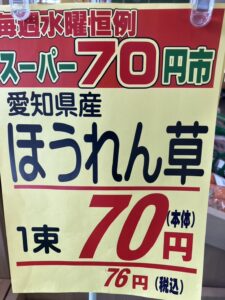 毎週水曜恒例
スーパー70円市
愛知県産
ほうれん草
1束 70円(本体)
76円(税込)